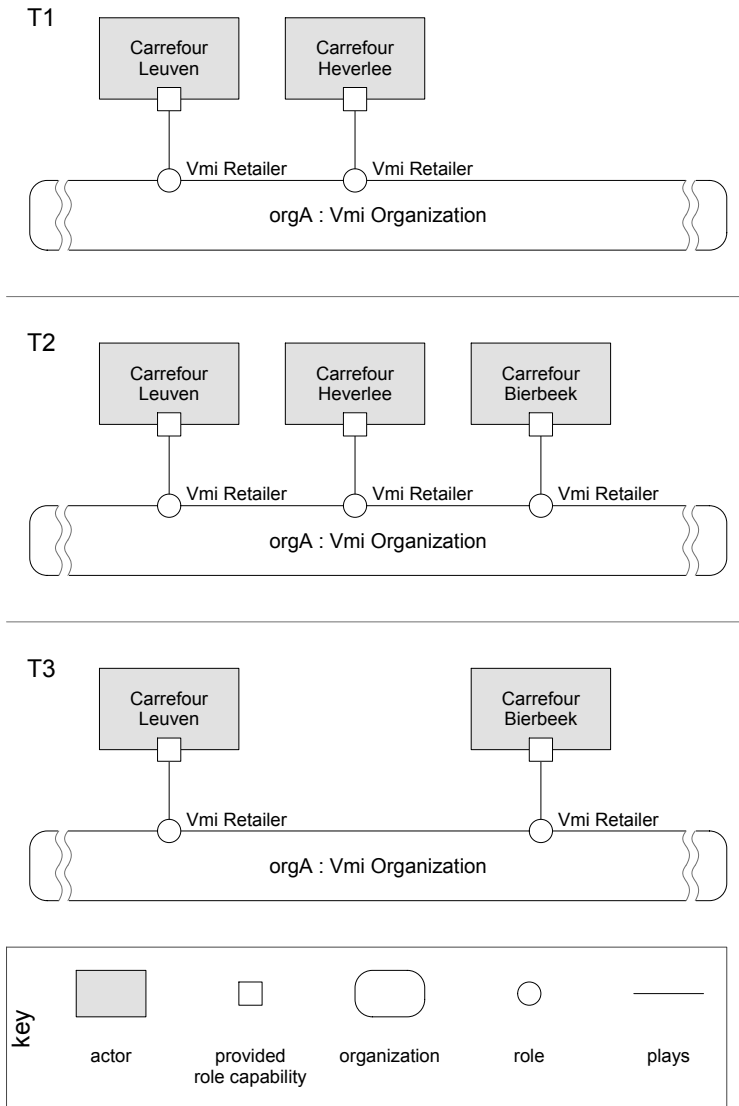 T1
Carrefour
Leuven
Carrefour
Heverlee
Vmi Retailer
Vmi Retailer
orgA : Vmi Organization
T2
Carrefour
Leuven
Carrefour
Heverlee
Carrefour
Bierbeek
Vmi Retailer
Vmi Retailer
Vmi Retailer
orgA : Vmi Organization
T3
Carrefour
Leuven
Carrefour
Bierbeek
Vmi Retailer
Vmi Retailer
orgA : Vmi Organization
key
actor
provided
role capability
organization
role
plays